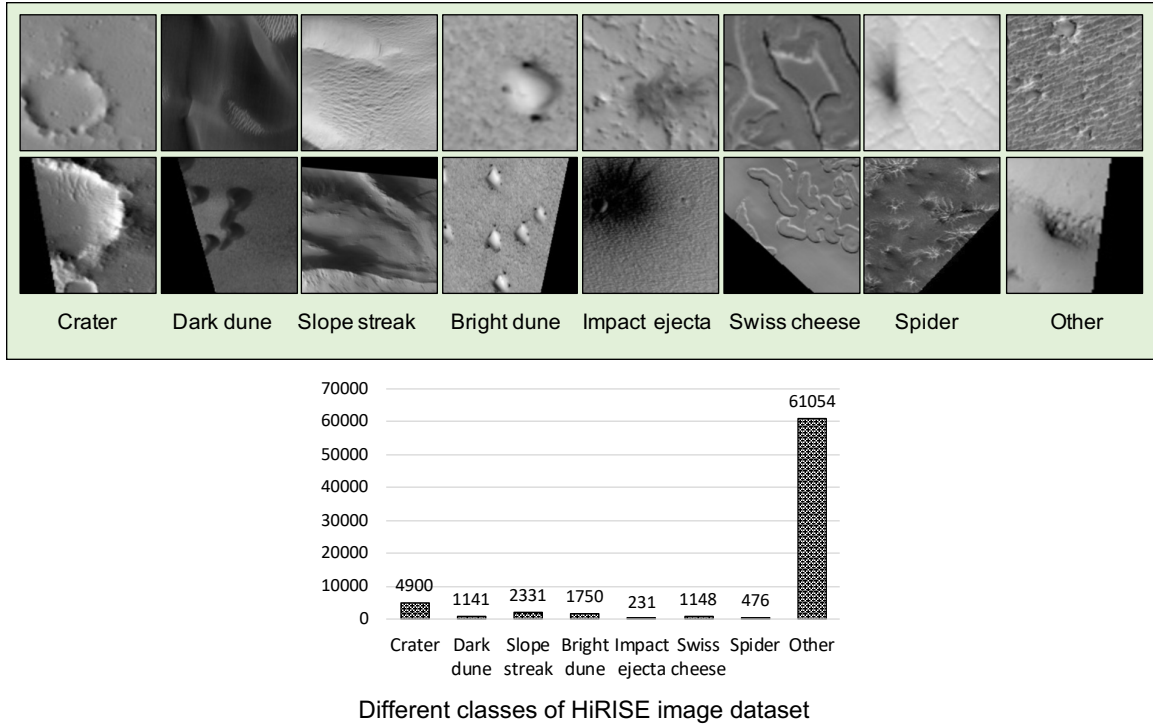 Crater Dark dune Slope streak Bright dune Impact ejecta Swiss cheese Spider Other
70000
60000
50000
40000
30000
20000
10000
0
4900 1141 2331 1750 231 1148 476 61054
Crater Dark Slope Bright Impact Swiss Spider Other
dune streak dune ejecta cheese
Different classes of HiRISE image dataset